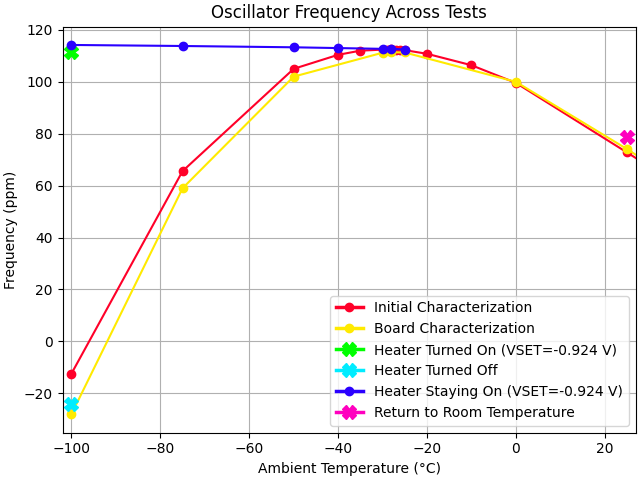 Oscillator Frequency Across Tests
Frequency (ppm)
120
100
80
60
40
20
0
−20
−100
−80
−60
−40
−20
0
20
Ambient Temperature (°C)
Initial Characterization
Board Characterization
Heater Turned On (VSET=-0.924 V)
Heater Turned Off
Heater Staying On (VSET=-0.924 V)
Return to Room Temperature